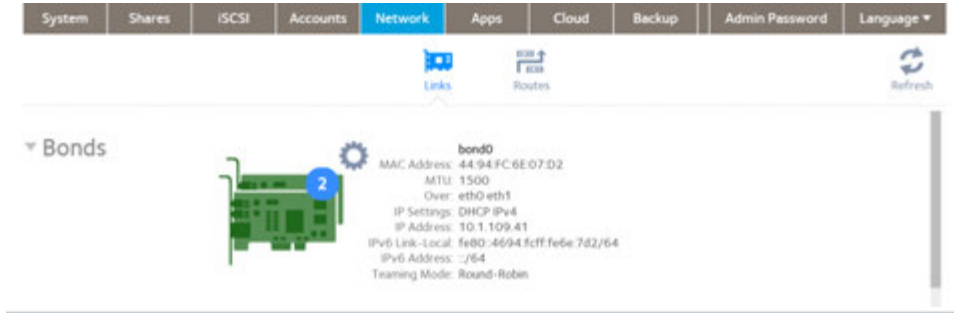 System Shares iSCSI Accounts Network Apps Cloud Backup Admin Password Language
Links Routes Refresh
Bonds
2
bond0
MAC Address: 44:94:FC:6E:07:D2
MTU: 1500
Over: eth0 eth1
IP Settings: DHCP IPv4
IP Address: 10.1.109.41
IPv6 Link-Local: fe80::4694:fcff:fe6e:7d2/64
IPv6 Address: ::/64
Teaming Mode: Round-Robin